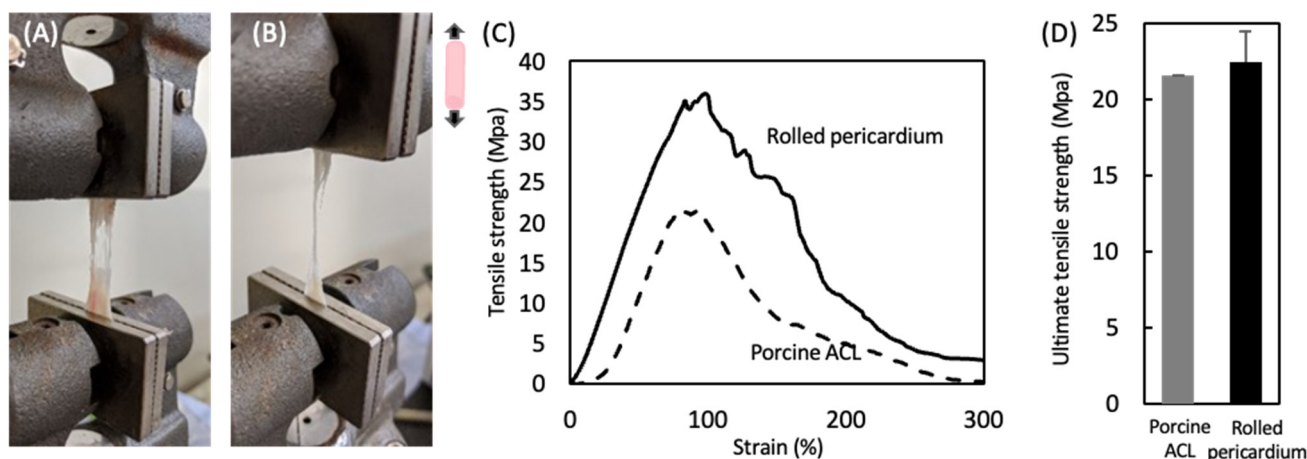 (A)
(B)
(C)
Tensile strength (Mpa)
40
35
30
25
20
15
10
5
0
0 100 200 300
Strain (%)
Rolled pericardium
Porcine ACL
(D)
Ultimate tensile strength (Mpa)
25
20
15
10
5
0
Porcine
ACL
Rolled
pericardium